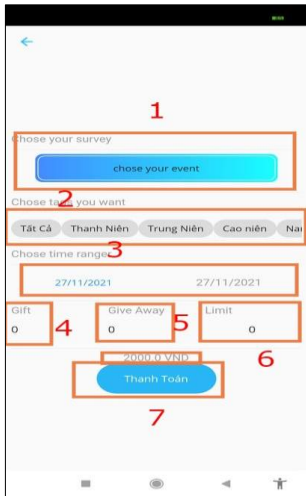 1
Chose your survey
chose your event
2
Chose tags you want
Tất Cả Thanh Niên Trung Niên Cao niên
3
Chose time range
27/11/2021 27/11/2021
Gift Give Away Limit
0 0 0
4 5 6
2000.0 VND
Thanh Toán
7